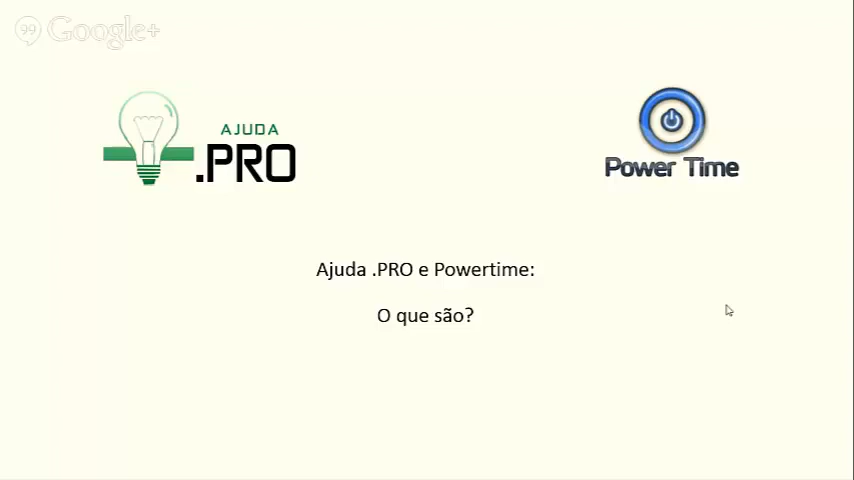 Google+
AJUDA
.PRO
Power Time
Ajuda .PRO e Powertime:
O que são?